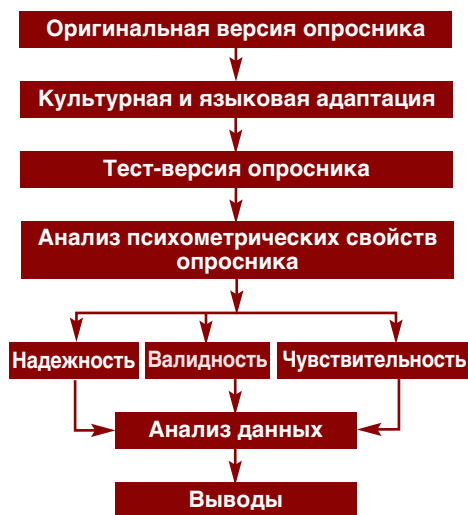 Оригинальная версия опросника
Культурная и языковая адаптация
Тест-версия опросника
Анализ психометрических свойств
опросника
Надежность
Валидность
Чувствительность
Анализ данных
Выводы